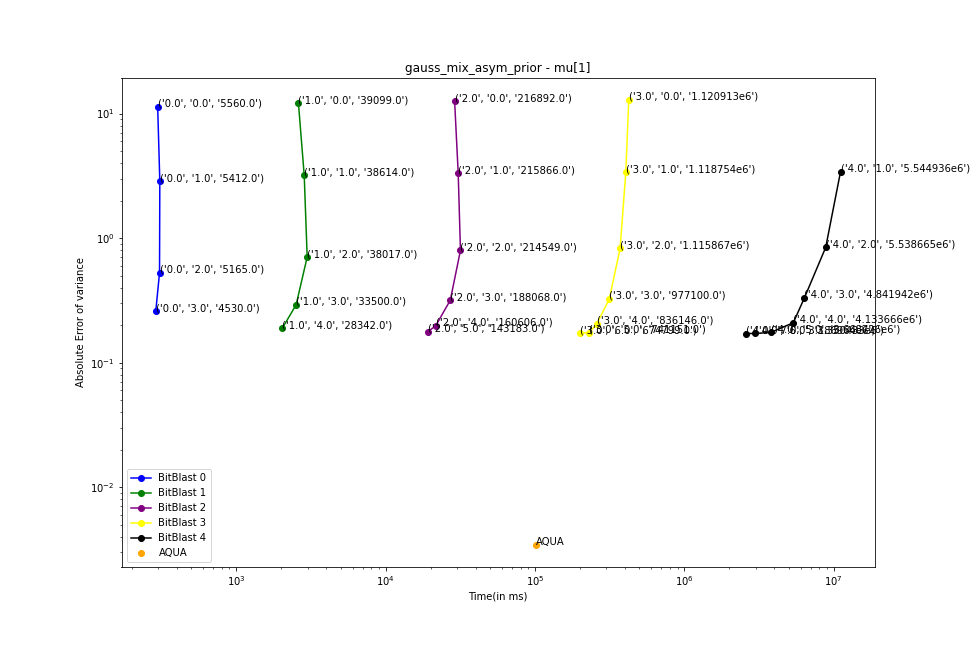 gauss_mix_asym_prior - mu[1]
Absolute Error of variance
10¹
10⁰
10⁻¹
10⁻²
('0.0', '0.0', '5560.0')
('0.0', '1.0', '5412.0')
('0.0', '2.0', '5165.0')
('0.0', '3.0', '4530.0')
('1.0', '0.0', '39099.0')
('1.0', '1.0', '38614.0')
('1.0', '2.0', '38017.0')
('1.0', '3.0', '33500.0')
('1.0', '4.0', '28342.0')
('2.0', '0.0', '216892.0')
('2.0', '1.0', '215866.0')
('2.0', '2.0', '214549.0')
('2.0', '3.0', '188068.0')
('2.0', '4.0', '160606.0')
('2.0', '5.0', '143183.0')
('3.0', '0.0', '1.120913e6')
('3.0', '1.0', '1.118754e6')
('3.0', '2.0', '1.115867e6')
('3.0', '3.0', '977100.0')
('3.0', '4.0', '836146.0')
('4.0', '1.0', '5.544936e6')
('4.0', '2.0', '5.538665e6')
('4.0', '3.0', '4.841942e6')
('4.0', '4.0', '4.133666e6')
AQUA
BitBlast 0
BitBlast 1
BitBlast 2
BitBlast 3
BitBlast 4
AQUA
10³
10⁴
10⁵
10⁶
10⁷
Time(in ms)